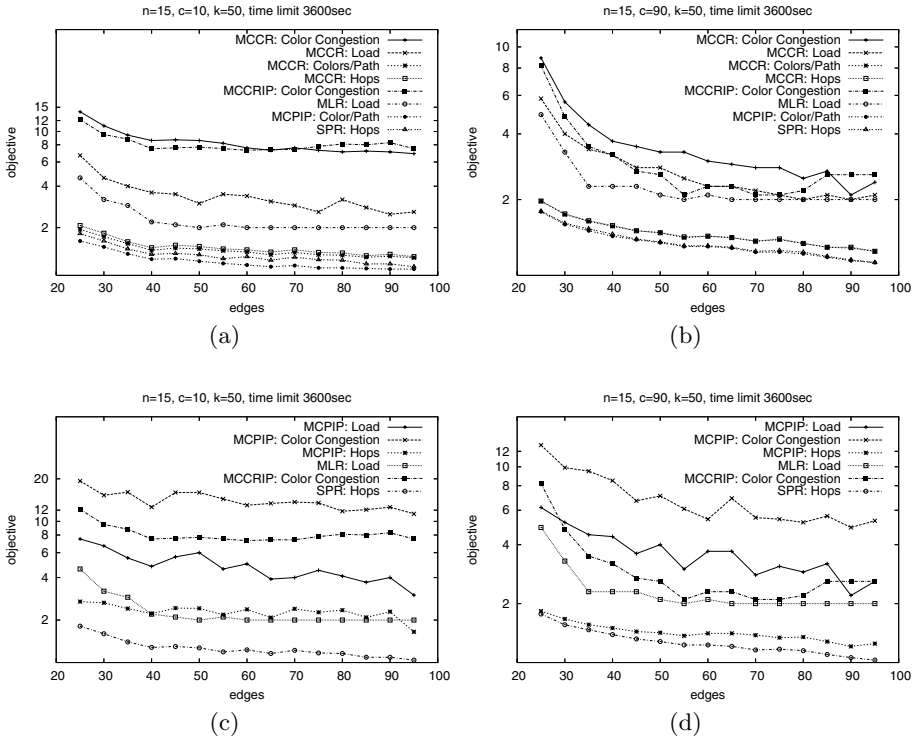 n=15, c=10, k=50, time limit 3600sec
MCCR: Color Congestion
MCCR: Load
MCCR: Colors/Path
MCCR: Hops
MCCRIP: Color Congestion
MLR: Load
MCPIP: Color/Path
SPR: Hops
15
12
10
8
6
4
2
objective
20 30 40 50 60 70 80 90 100
edges
(a)
n=15, c=90, k=50, time limit 3600sec
MCCR: Color Congestion
MCCR: Load
MCCR: Colors/Path
MCCR: Hops
MCCRIP: Color Congestion
MLR: Load
MCPIP: Color/Path
SPR: Hops
10
8
6
4
2
objective
20 30 40 50 60 70 80 90 100
edges
(b)
n=15, c=10, k=50, time limit 3600sec
MCPIP: Load
MCPIP: Color Congestion
MCPIP: Hops
MLR: Load
MCCRIP: Color Congestion
SPR: Hops
20
12
10
8
6
4
2
objective
20 30 40 50 60 70 80 90 100
edges
(c)
n=15, c=90, k=50, time limit 3600sec
MCPIP: Load
MCPIP: Color Congestion
MCPIP: Hops
MLR: Load
MCCRIP: Color Congestion
SPR: Hops
12
10
8
6
4
2
objective
20 30 40 50 60 70 80 90 100
edges
(d)